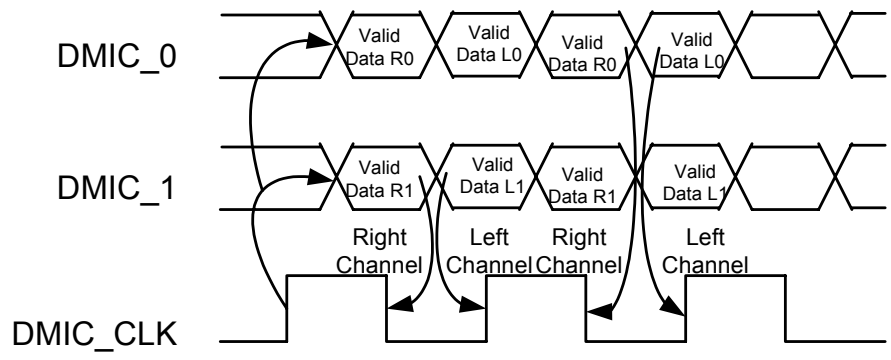 DMIC_0
Valid
Data R0
Valid
Data L0
Valid
Data R0
Valid
Data L0
DMIC_1
Valid
Data R1
Valid
Data L1
Valid
Data R1
Valid
Data L1
Right
Channel
Left
Channel
Right
Channel
Left
Channel
DMIC_CLK